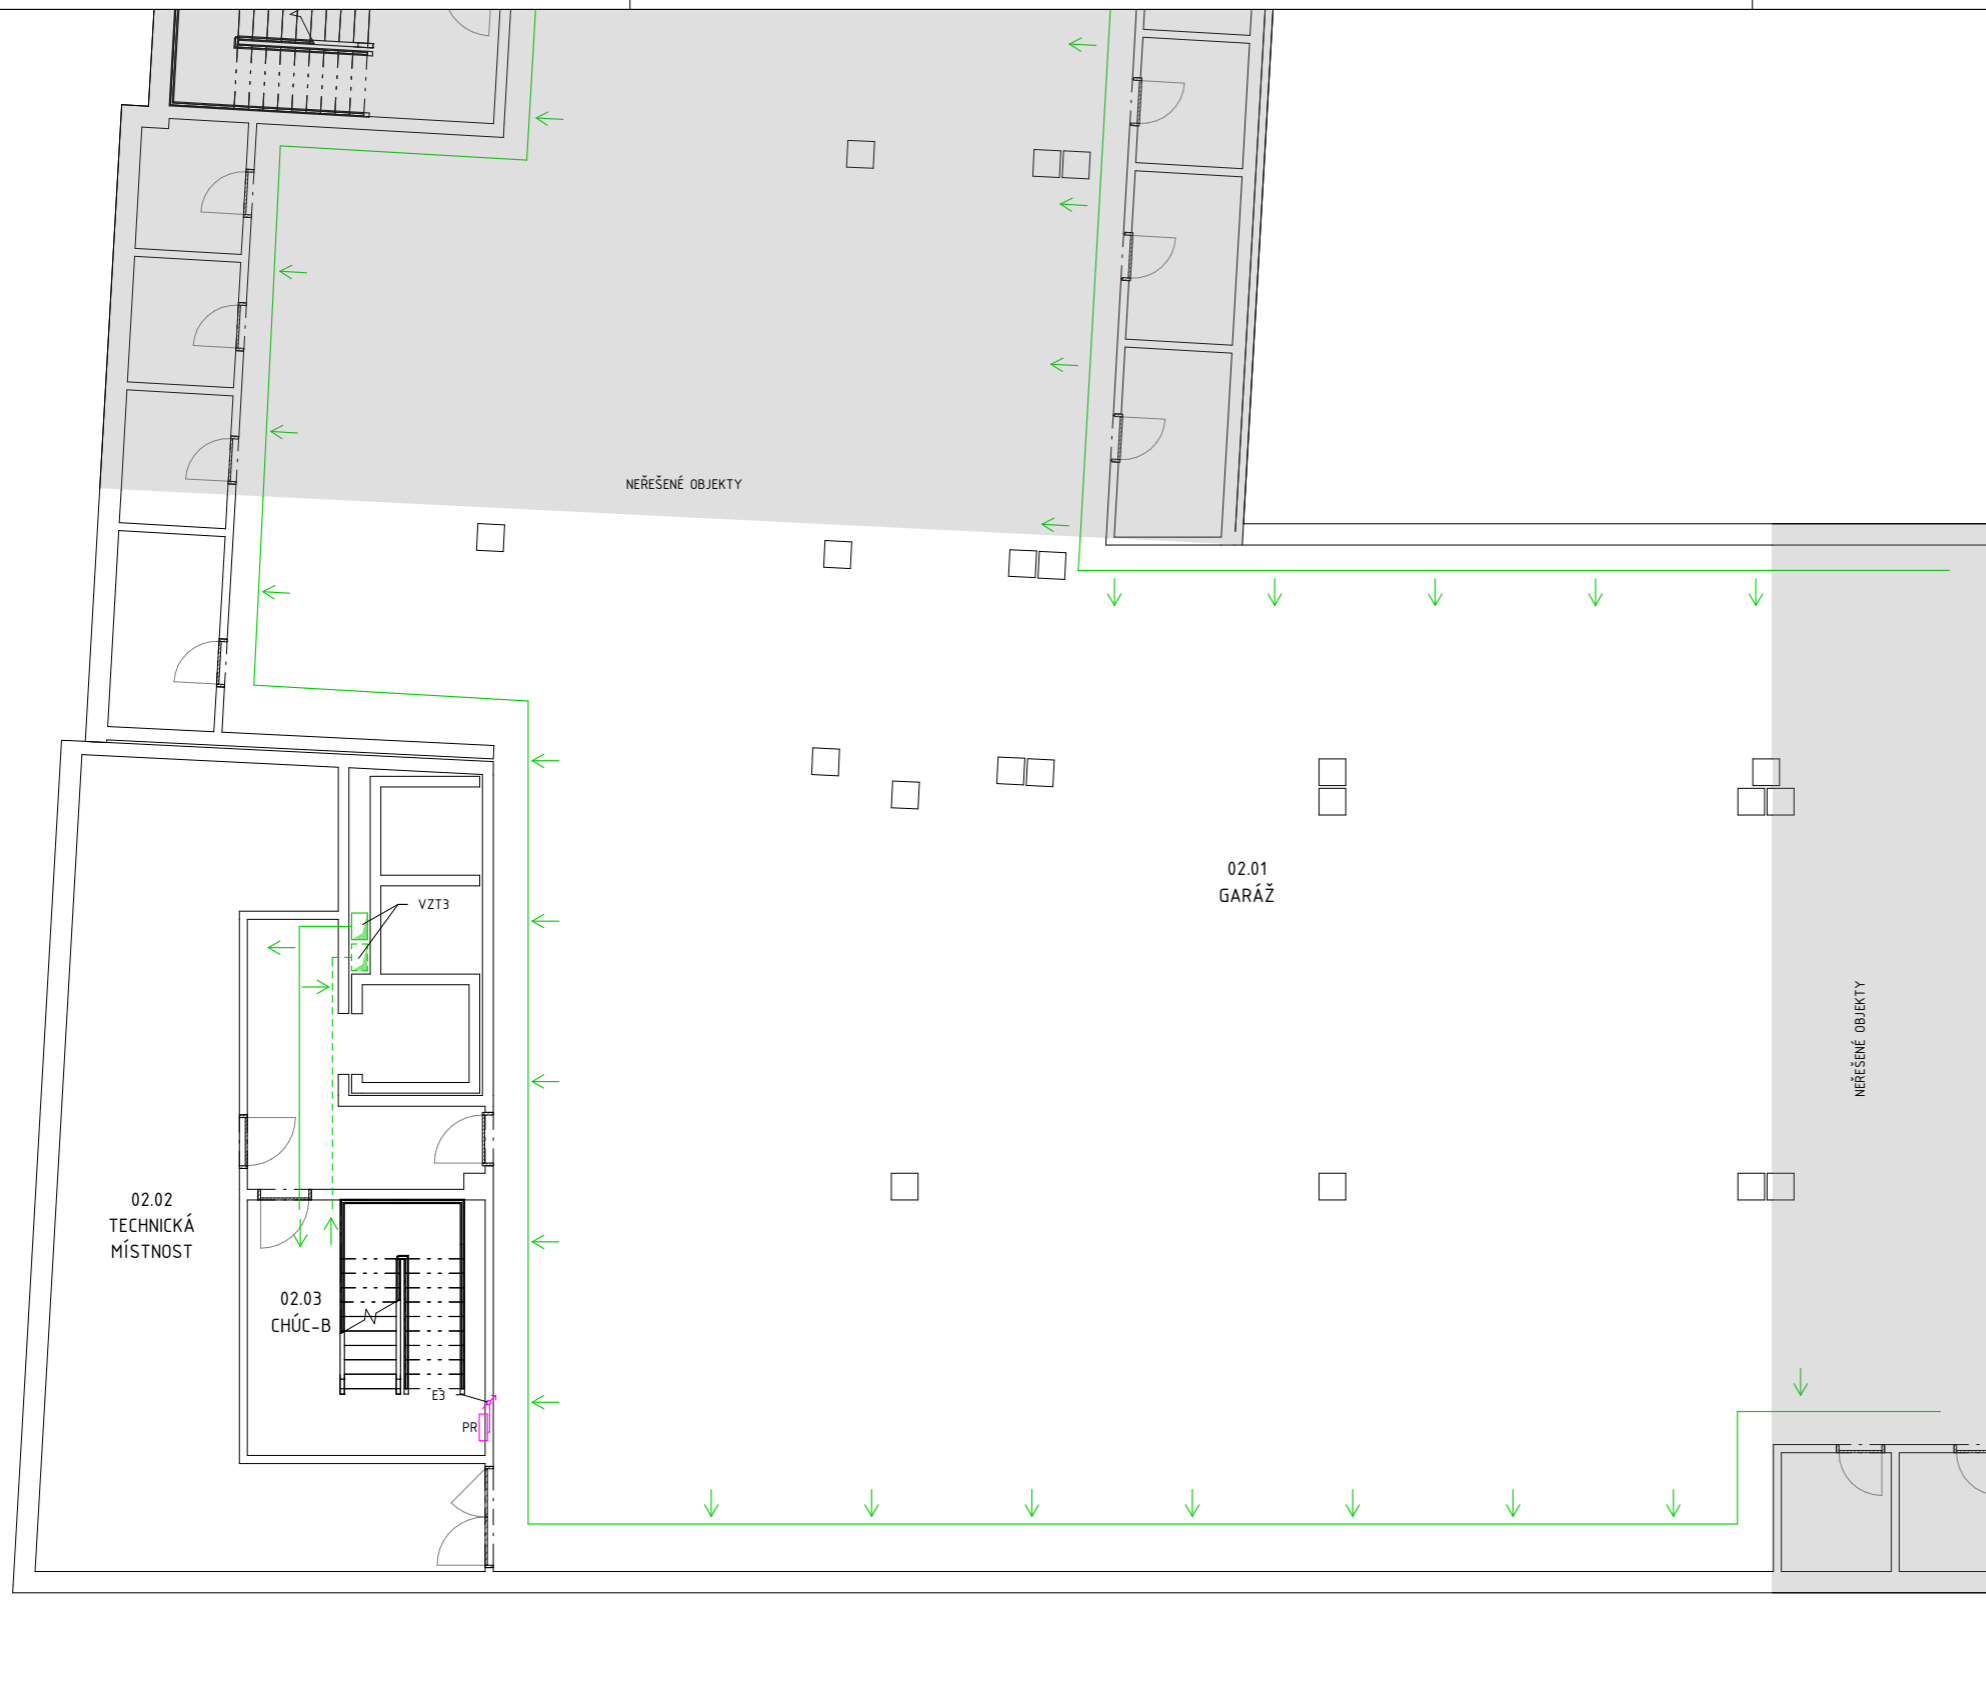 NEŘEŠENÉ OBJEKTY
02.01
GARÁŽ
VZT3
NEŘEŠENÉ OBJEKTY
02.02
TECHNICKÁ
MÍSTNOST
02.03
CHÚC-B
E3
PR